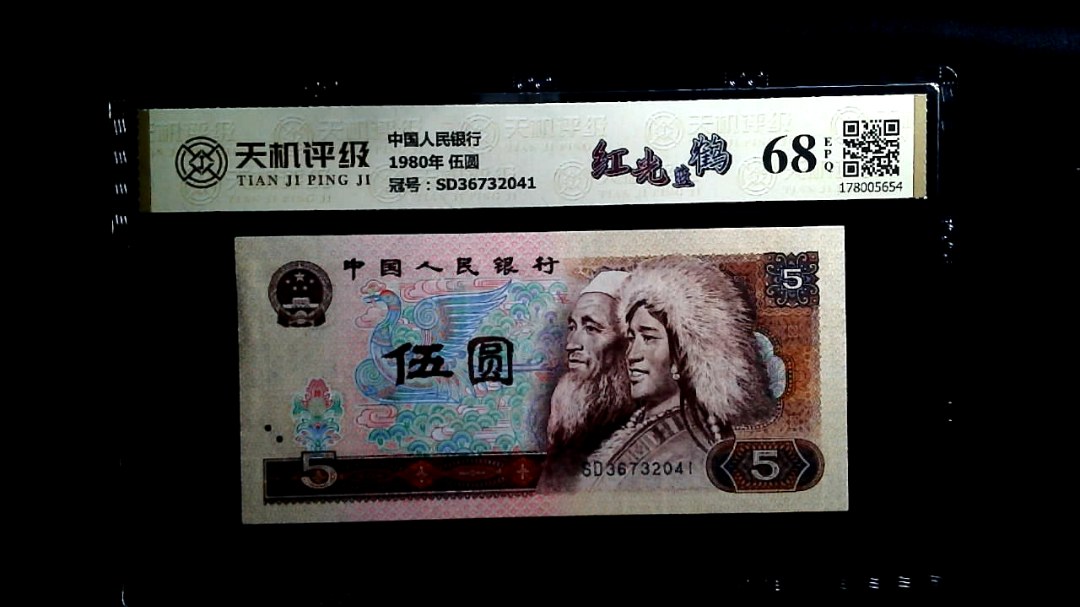 天机评级
TIAN JI PING JI
中国人民银行
1980年 伍圆
冠号：SD36732041
红光蓝鹤
68
EPQ
178005654
中国人民银行
5
伍圆
5
SD36732041
5